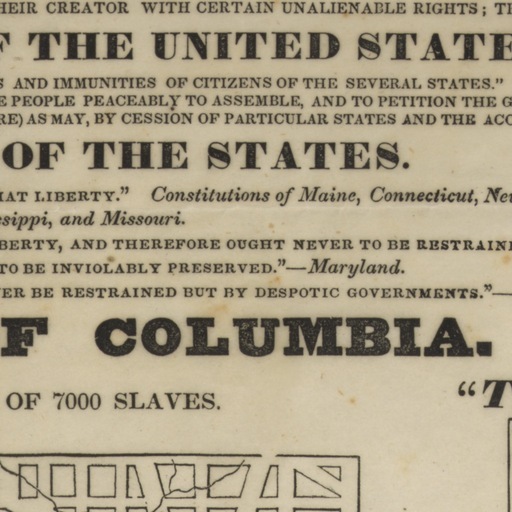 HEIR CREATOR WITH CERTAIN UNALIENABLE RIGHTS; T
F THE UNITED STATE
S AND IMMUNITIES OF CITIZENS OF THE SEVERAL STATES."
E PEOPLE PEACEABLY TO ASSEMBLE, AND TO PETITION THE G
RE) AS MAY, BY CESSION OF PARTICULAR STATES AND THE ACC
OF THE STATES.
HAT LIBERTY." Constitutions of Maine, Connecticut, Ne
sissippi, and Missouri.
BERTY, AND THEREFORE OUGHT NEVER TO BE RESTRAIN
TO BE INVIOLABLY PRESERVED."—Maryland.
ER BE RESTRAINED BUT BY DESPOTIC GOVERNMENTS."—
F COLUMBIA.
OF 7000 SLAVES.
"T